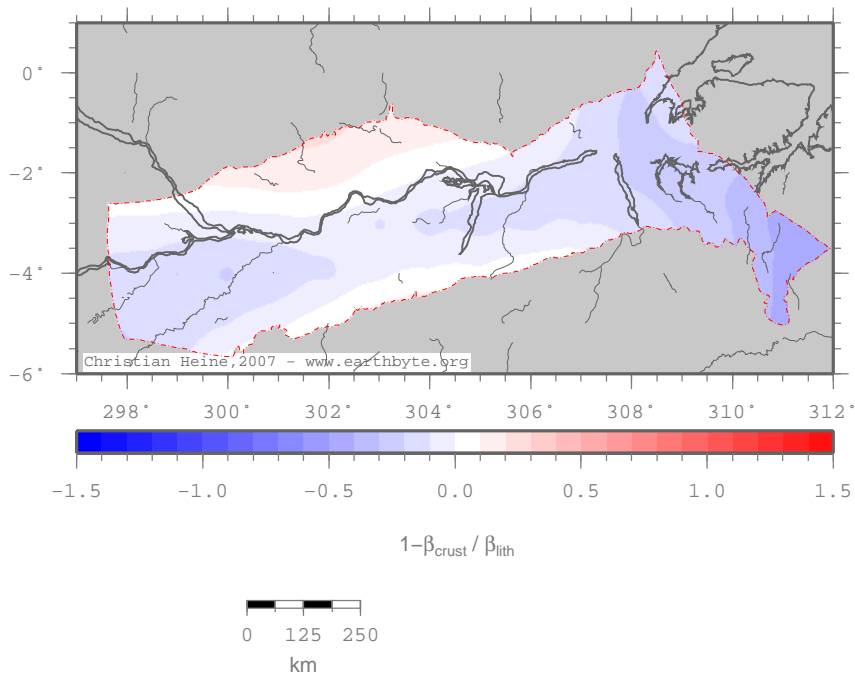 0°
−2°
−4°
−6°
Christian Heine,2007 − www.earthbyte.org
298° 300° 302° 304° 306° 308° 310° 312°
−1.5 −1.0 −0.5 0.0 0.5 1.0 1.5
1−βcrust / βlith
0 125 250
km